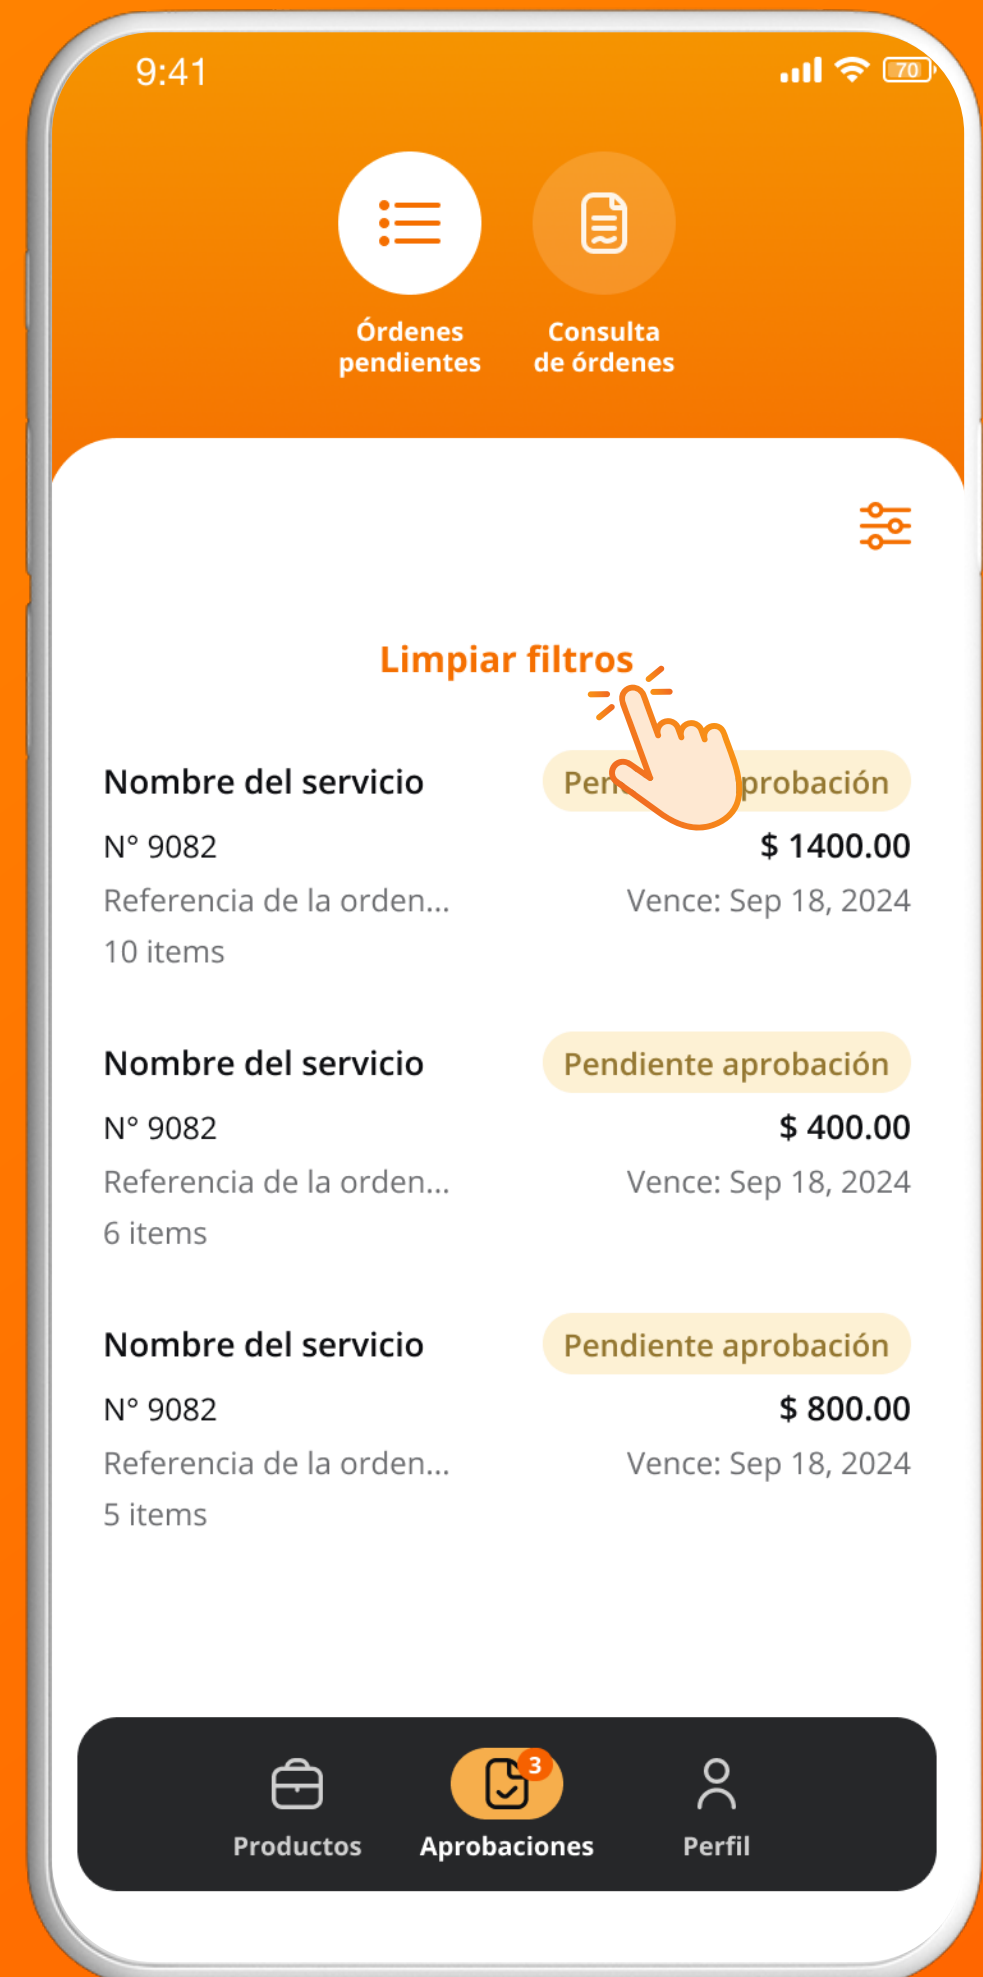 9:41
70
Órdenes
pendientes
Consulta
de órdenes
Limpiar filtros
Nombre del servicio
Pen probación
N° 9082
$ 1400.00
Referencia de la orden...
Vence: Sep 18, 2024
10 items
Nombre del servicio
Pendiente aprobación
N° 9082
$ 400.00
Referencia de la orden...
Vence: Sep 18, 2024
6 items
Nombre del servicio
Pendiente aprobación
N° 9082
$ 800.00
Referencia de la orden...
Vence: Sep 18, 2024
5 items
3
Productos
Aprobaciones
Perfil